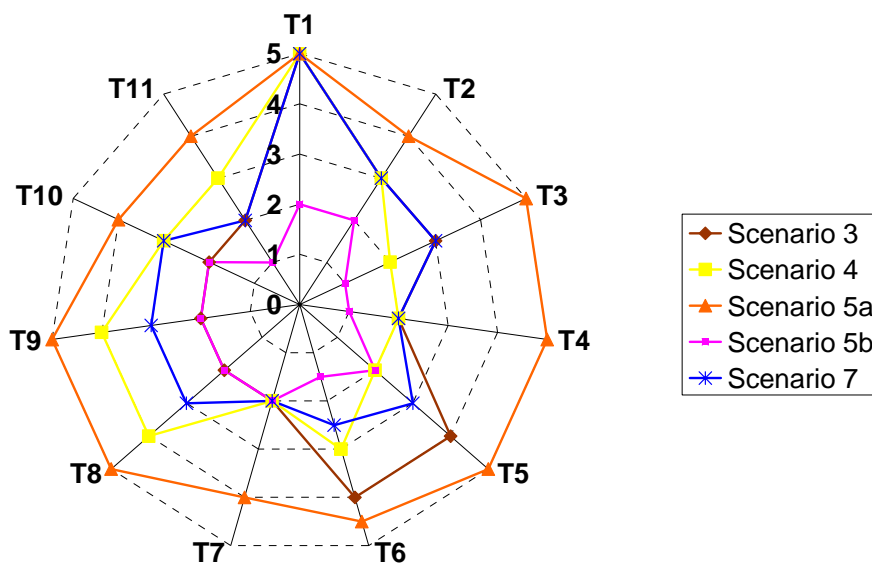 T1
T2
T3
T4
T5
T6
T7
T8
T9
T10
T11
5
4
3
2
1
0
Scenario 3
Scenario 4
Scenario 5a
Scenario 5b
Scenario 7